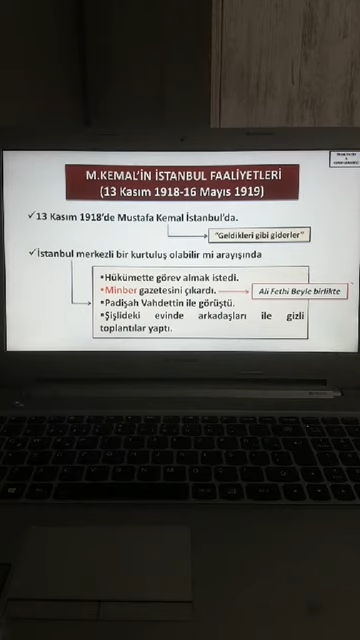 M.KEMAL'İN İSTANBUL FAALİYETLERİ
(13 Kasım 1918-16 Mayıs 1919)
✓13 Kasım 1918'de Mustafa Kemal İstanbul'da.
"Geldikleri gibi giderler"
✓İstanbul merkezli bir kurtuluş olabilir mi arayışında
▪Hükümette görev almak istedi.
▪Minber gazetesini çıkardı.
Ali Fethi Beyle birlikte
▪Padişah Vahdettin ile görüştü.
▪Şişlideki evinde arkadaşları ile gizli
toplantılar yaptı.